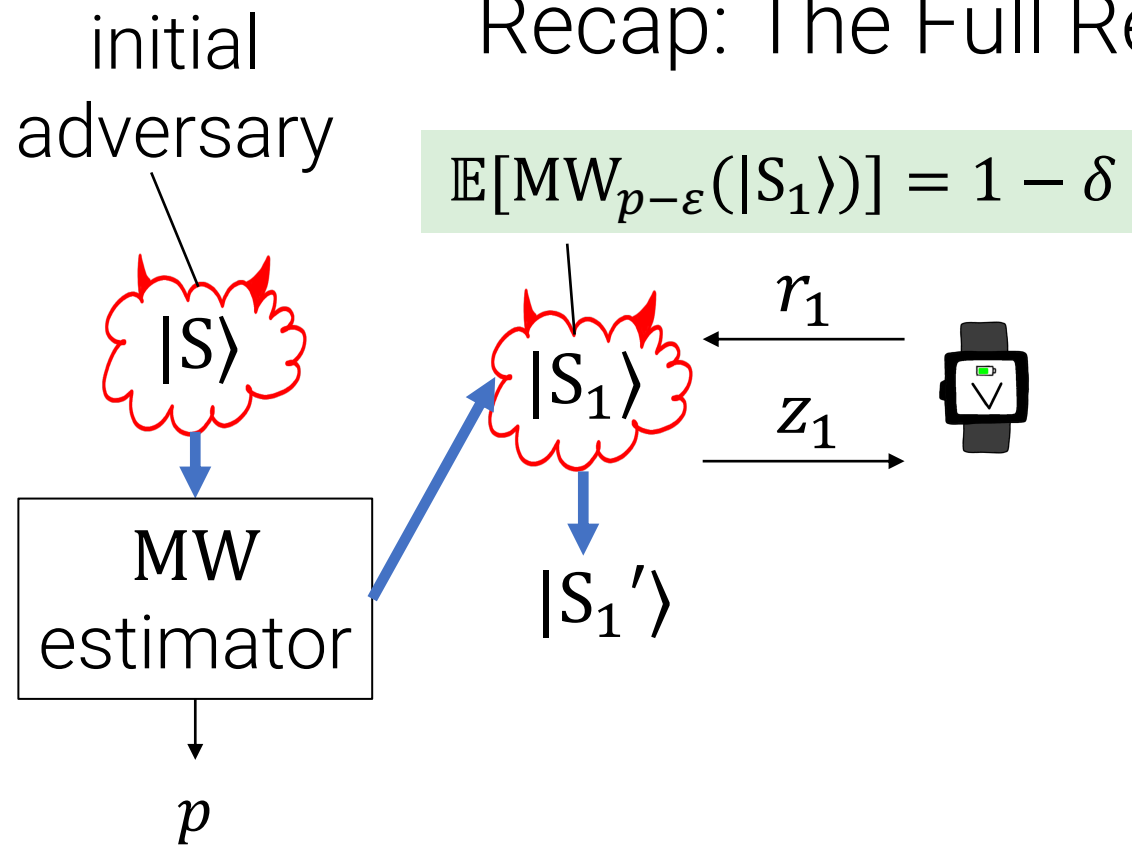 Recap: The Full Re
initial
adversary
𝔼[MW_{p−ε}(|S₁⟩)] = 1 − δ
|S⟩
|S₁⟩
r₁
z₁
V
MW
estimator
|S₁′⟩
p